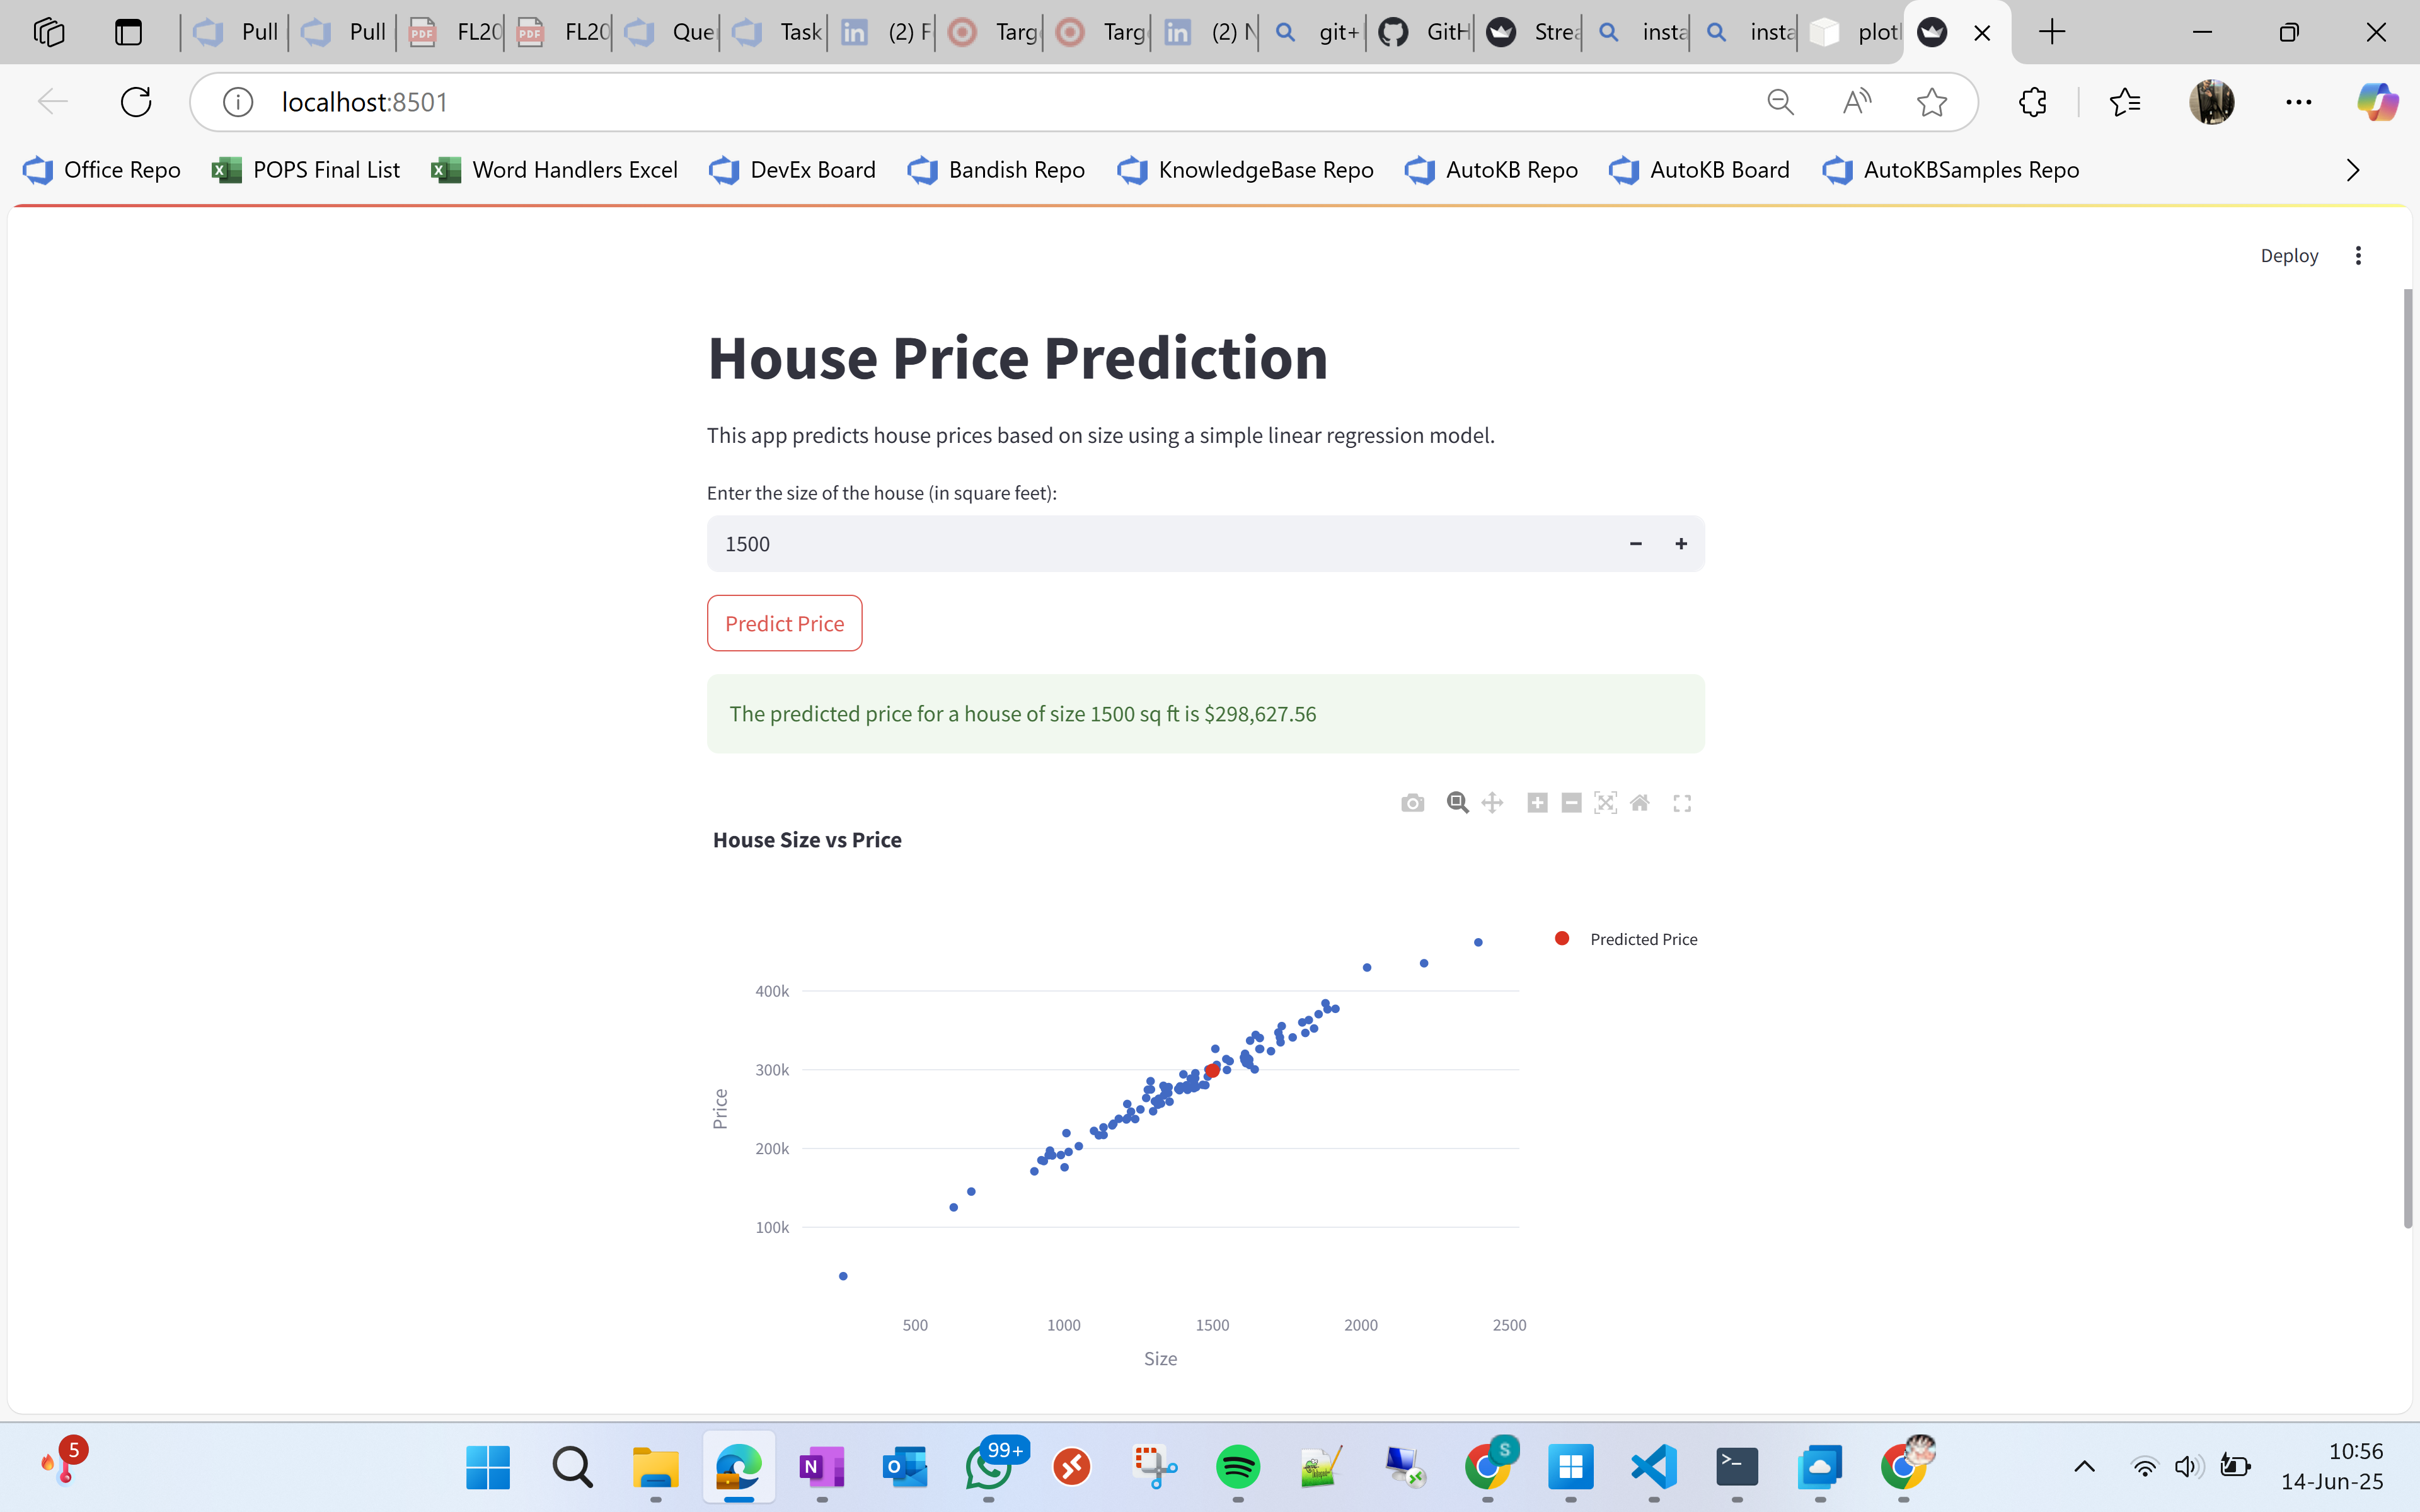 Pull
Pull
FL20
FL20
Que
Task
(2) F
Targ
Targ
(2) N
git+
GitH
Strea
insta
insta
plotl
localhost:8501
Office Repo
POPS Final List
Word Handlers Excel
DevEx Board
Bandish Repo
KnowledgeBase Repo
AutoKB Repo
AutoKB Board
AutoKBSamples Repo
Deploy
House Price Prediction
This app predicts house prices based on size using a simple linear regression model.
Enter the size of the house (in square feet):
1500
Predict Price
The predicted price for a house of size 1500 sq ft is $298,627.56
House Size vs Price
Predicted Price
400k
300k
200k
100k
Price
500 1000 1500 2000 2500
Size
5
99+
S
10:56
14-Jun-25